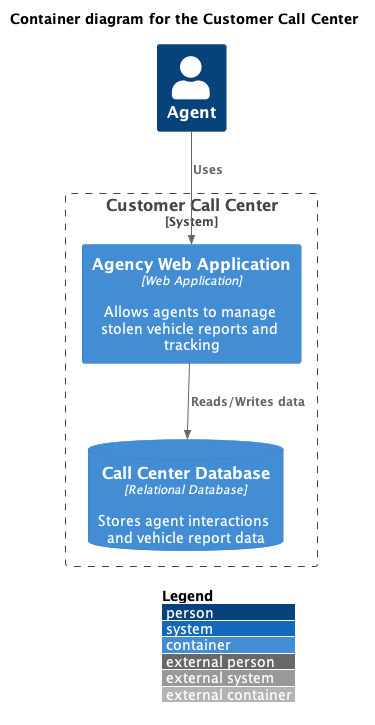 Container diagram for the Customer Call Center
Agent
Uses
Customer Call Center
[System]
Agency Web Application
[Web Application]
Allows agents to manage
stolen vehicle reports and
tracking
Reads/Writes data
Call Center Database
[Relational Database]
Stores agent interactions
and vehicle report data
Legend
person
system
container
external person
external system
external container